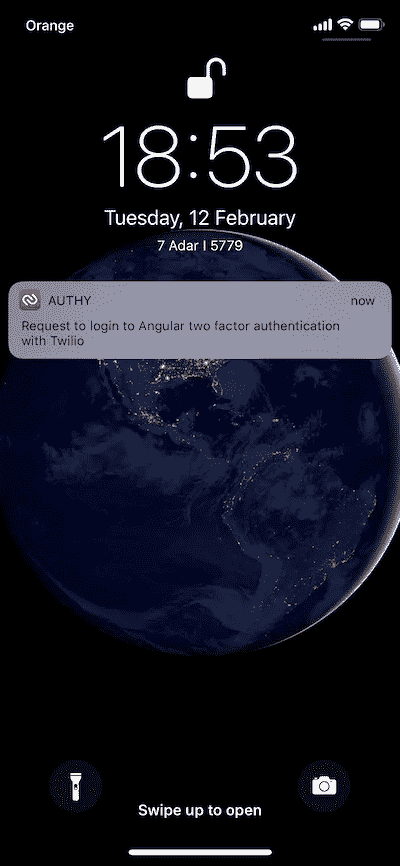 Orange
18:53
Tuesday, 12 February
7 Adar I 5779
AUTHY
now
Request to login to Angular two factor authentication
with Twilio
Swipe up to open